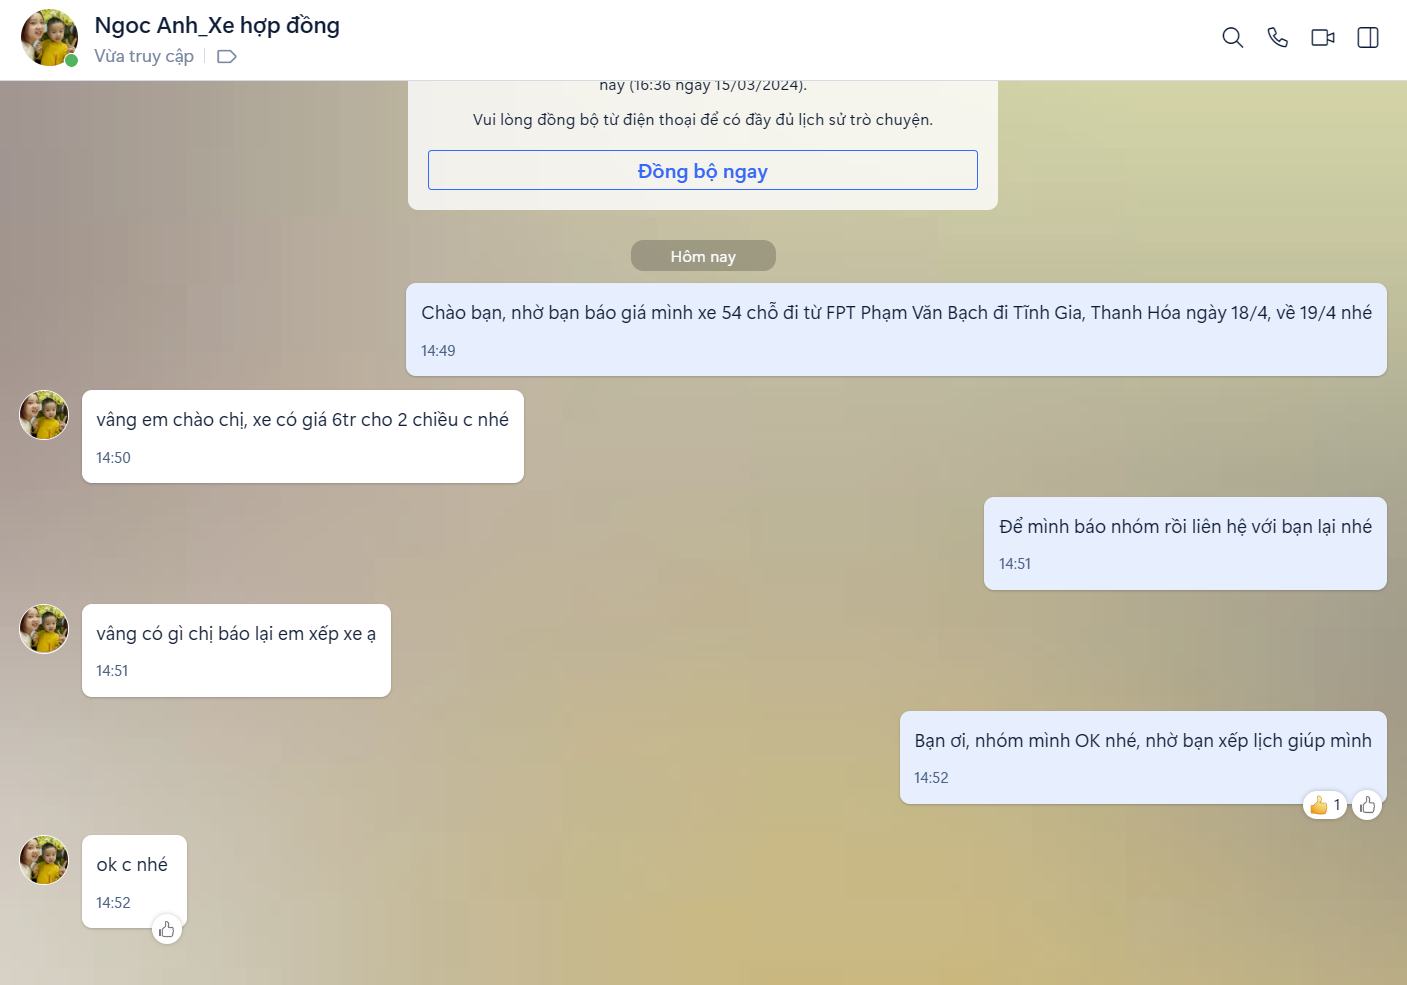 Ngoc Anh_Xe hợp đồng
Vừa truy cập
này (16:36 ngày 15/03/2024).
Vui lòng đồng bộ từ điện thoại để có đầy đủ lịch sử trò chuyện.
Đồng bộ ngay
Hôm nay
Chào bạn, nhờ bạn báo giá mình xe 54 chỗ đi từ FPT Phạm Văn Bạch đi Tĩnh Gia, Thanh Hóa ngày 18/4, về 19/4 nhé
14:49
vâng em chào chị, xe có giá 6tr cho 2 chiều c nhé
14:50
Để mình báo nhóm rồi liên hệ với bạn lại nhé
14:51
vâng có gì chị báo lại em xếp xe ạ
14:51
Bạn ơi, nhóm mình OK nhé, nhờ bạn xếp lịch giúp mình
14:52
1
ok c nhé
14:52